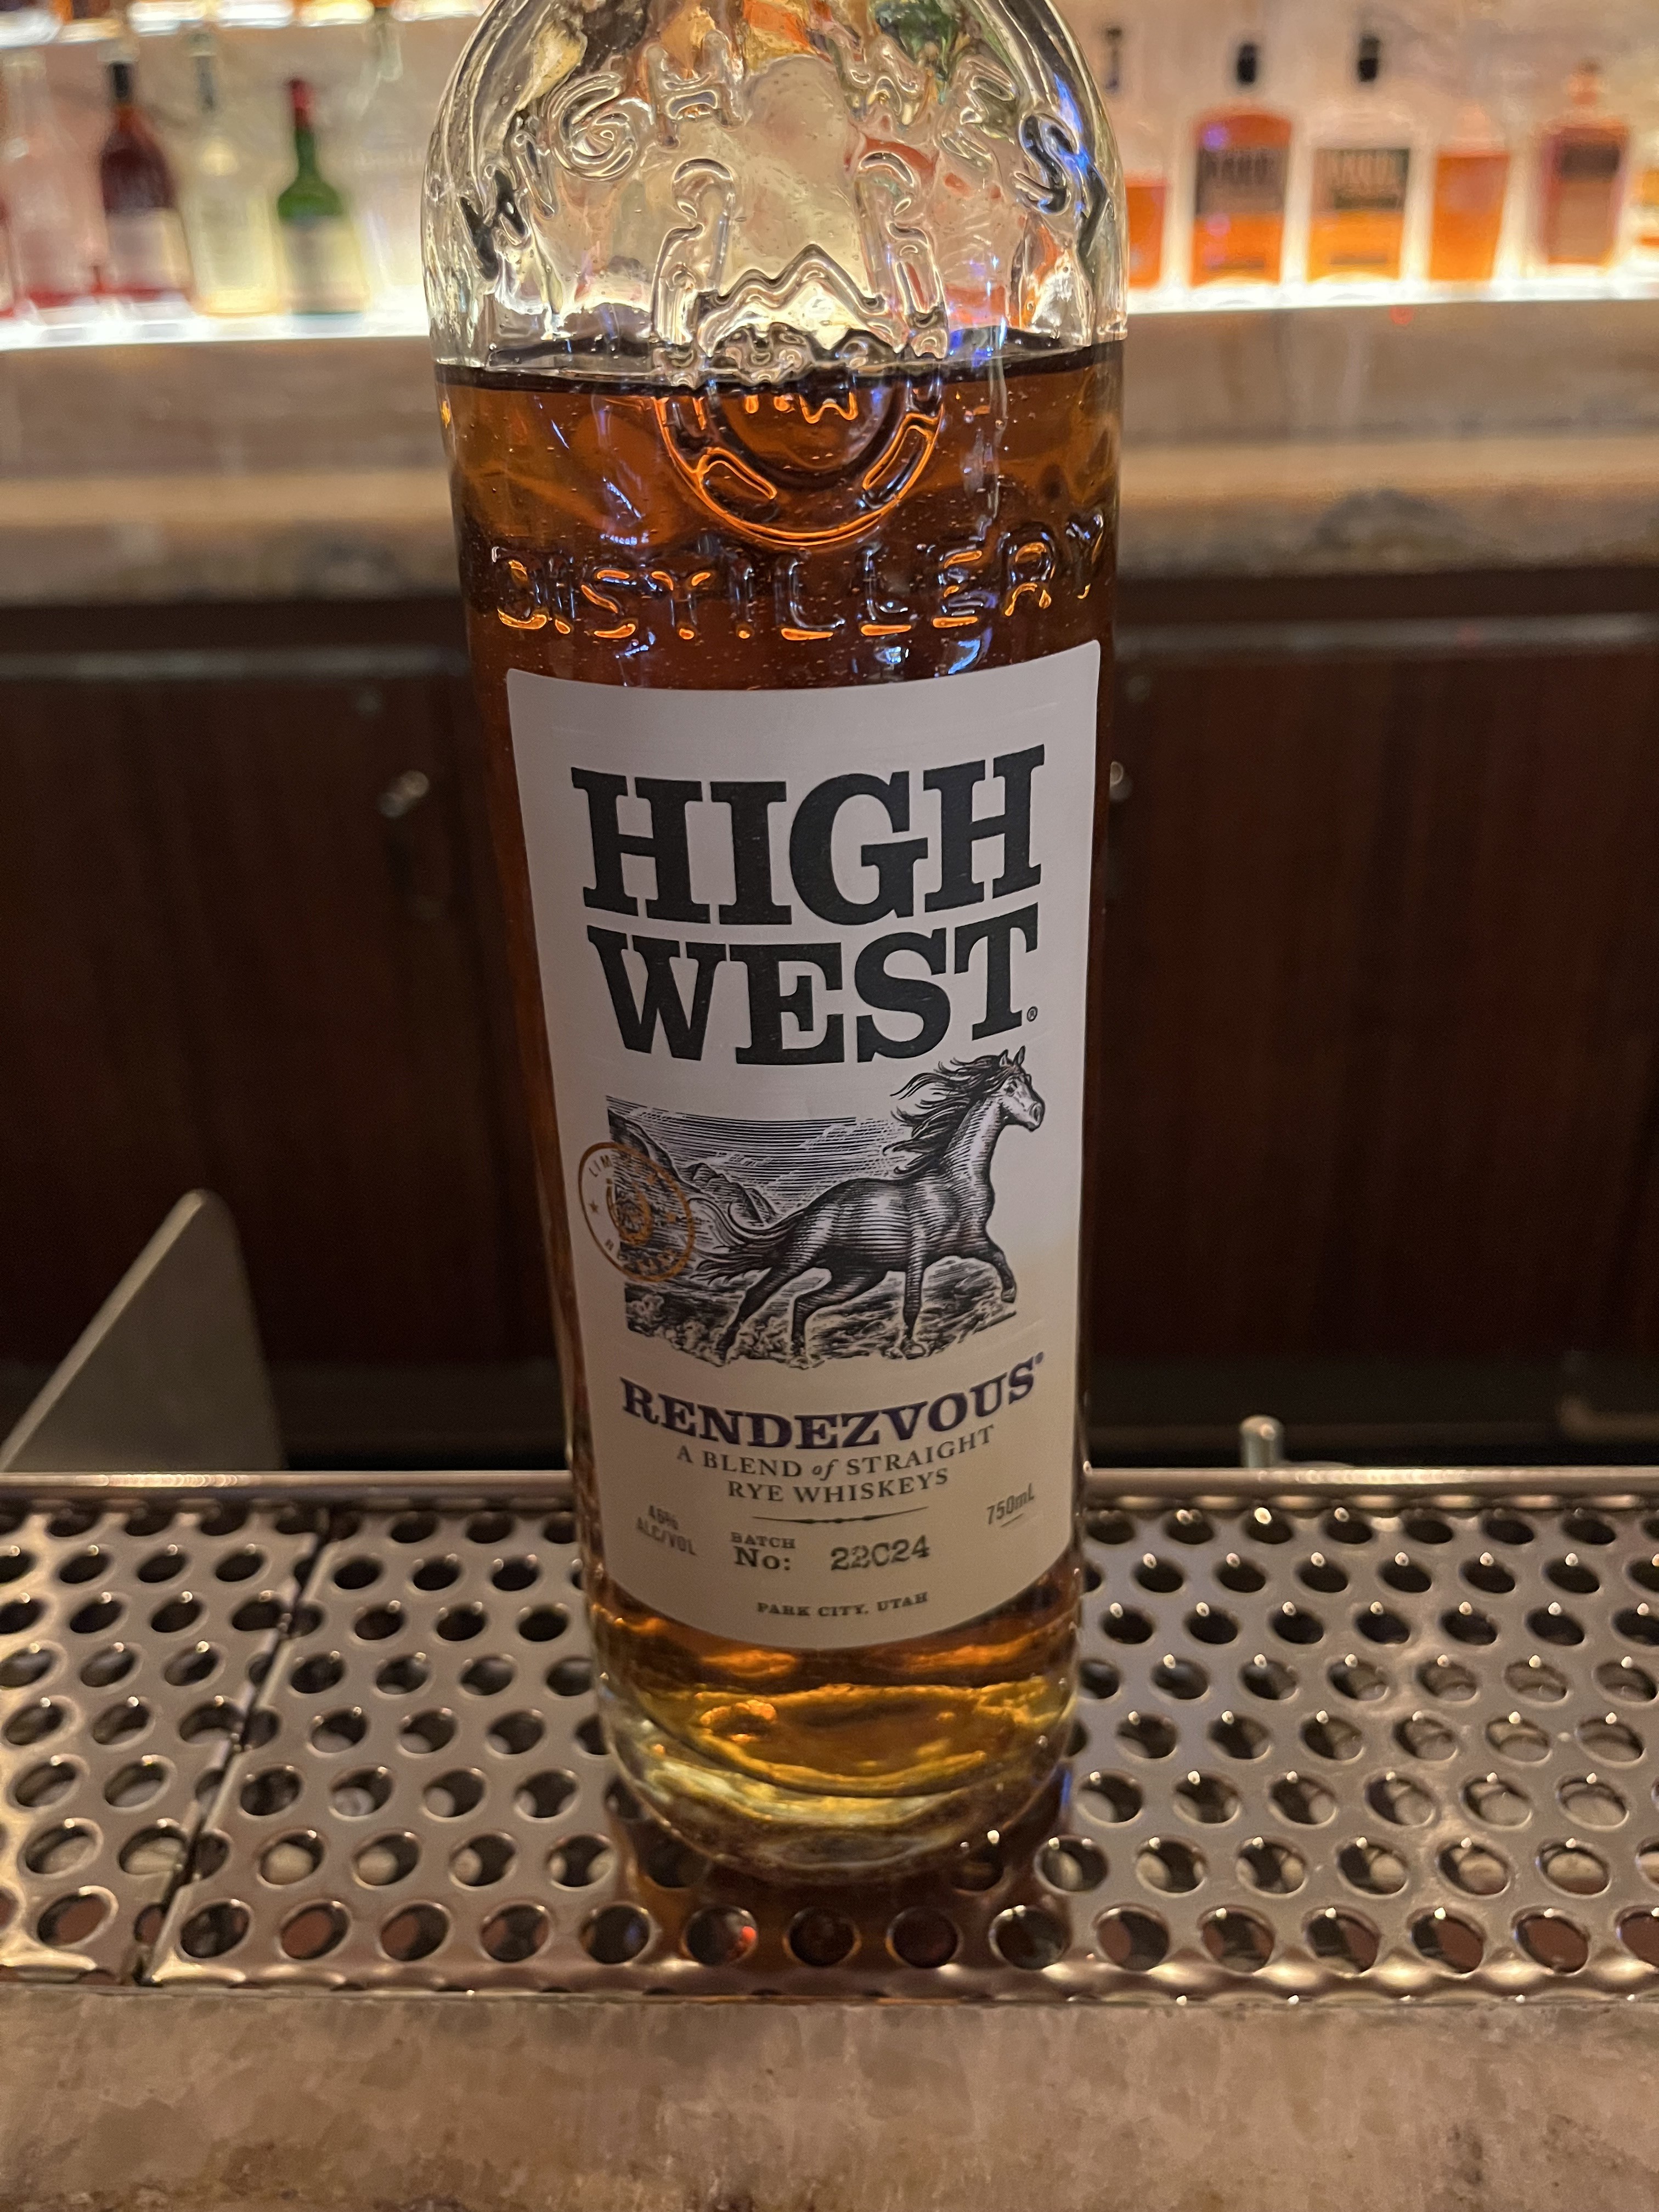 HIGH WEST
HW
DISTILLERY
HIGH
WEST®
RENDEZVOUS®
A BLEND of STRAIGHT
RYE WHISKEYS
46%
ALC/VOL
750mL
BATCH
No: 22C24
PARK CITY, UTAH